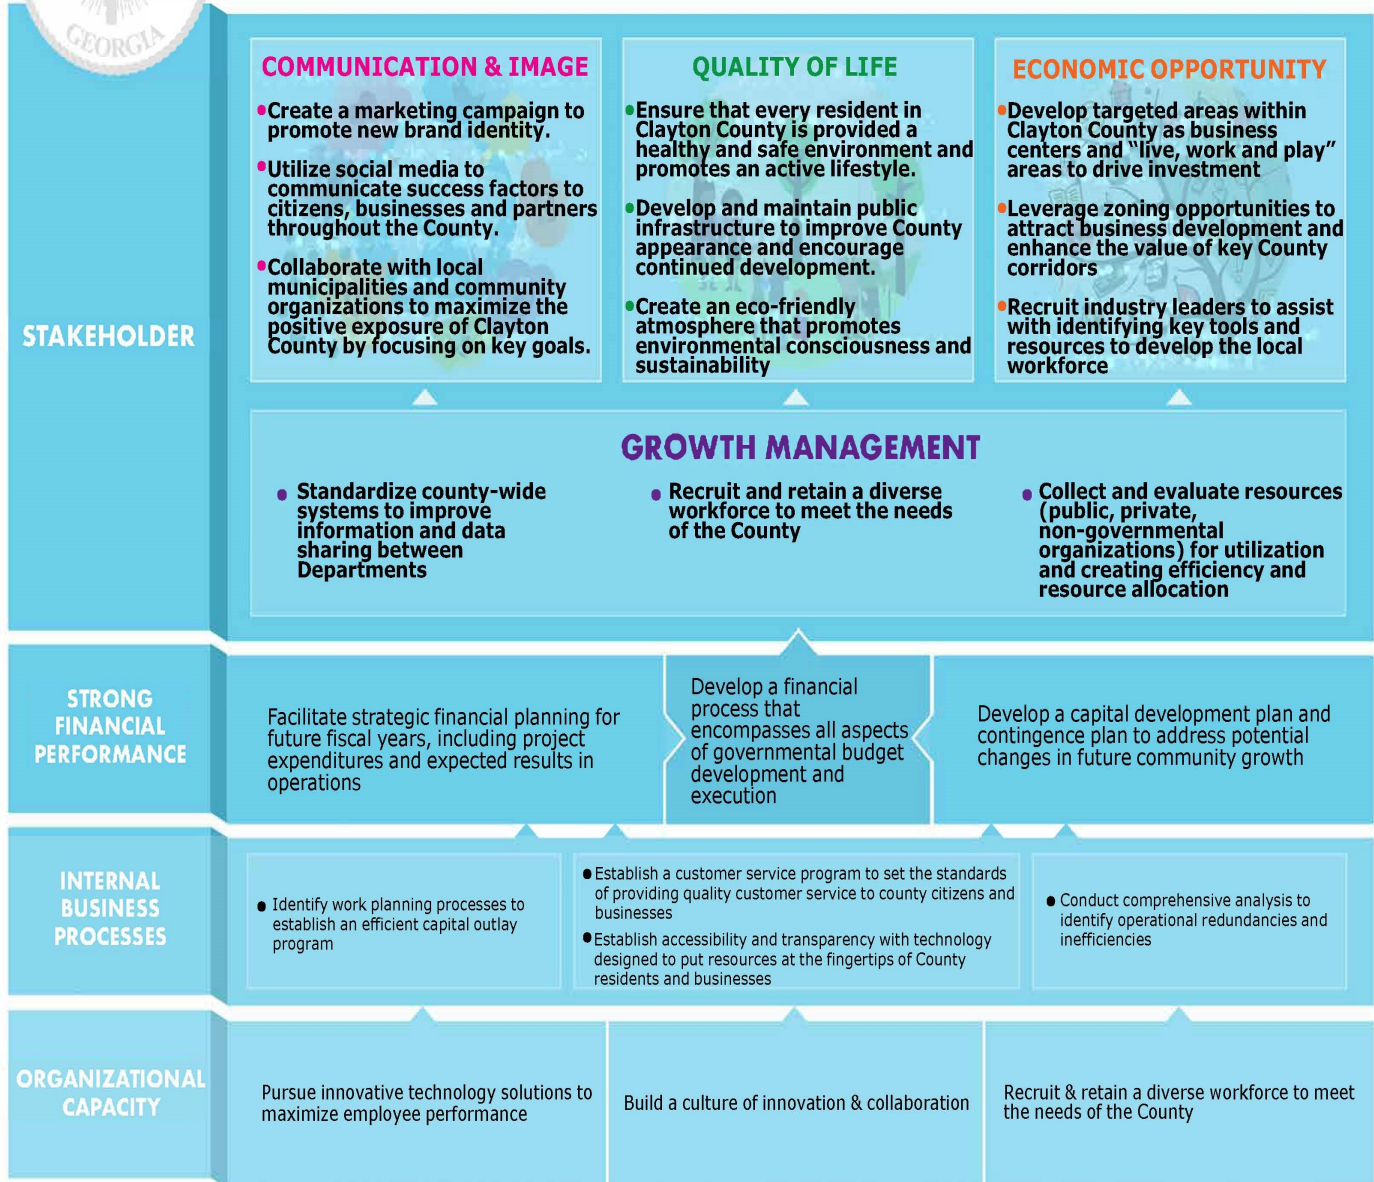 GEORGIA
STAKEHOLDER
COMMUNICATION & IMAGE
•Create a marketing campaign to
promote new brand identity.
•Utilize social media to
communicate success factors to
citizens, businesses and partners
throughout the County.
•Collaborate with local
municipalities and community
organizations to maximize the
positive exposure of Clayton
County by focusing on key goals.
QUALITY OF LIFE
•Ensure that every resident in
Clayton County is provided a
healthy and safe environment and
promotes an active lifestyle.
•Develop and maintain public
infrastructure to improve County
appearance and encourage
continued development.
•Create an eco-friendly
atmosphere that promotes
environmental consciousness and
sustainability
ECONOMIC OPPORTUNITY
•Develop targeted areas within
Clayton County as business
centers and “live, work and play”
areas to drive investment
•Leverage zoning opportunities to
attract business development and
enhance the value of key County
corridors
•Recruit industry leaders to assist
with identifying key tools and
resources to develop the local
workforce
GROWTH MANAGEMENT
• Standardize county-wide
systems to improve
information and data
sharing between
Departments
• Recruit and retain a diverse
workforce to meet the needs
of the County
• Collect and evaluate resources
(public, private,
non-governmental
organizations) for utilization
and creating efficiency and
resource allocation
STRONG
FINANCIAL
PERFORMANCE
Facilitate strategic financial planning for
future fiscal years, including project
expenditures and expected results in
operations
Develop a financial
process that
encompasses all aspects
of governmental budget
development and
execution
Develop a capital development plan and
contingence plan to address potential
changes in future community growth
INTERNAL
BUSINESS
PROCESSES
• Identify work planning processes to
establish an efficient capital outlay
program
• Establish a customer service program to set the standards
of providing quality customer service to county citizens and
businesses
• Establish accessibility and transparency with technology
designed to put resources at the fingertips of County
residents and businesses
• Conduct comprehensive analysis to
identify operational redundancies and
inefficiencies
ORGANIZATIONAL
CAPACITY
Pursue innovative technology solutions to
maximize employee performance
Build a culture of innovation & collaboration
Recruit & retain a diverse workforce to meet
the needs of the County